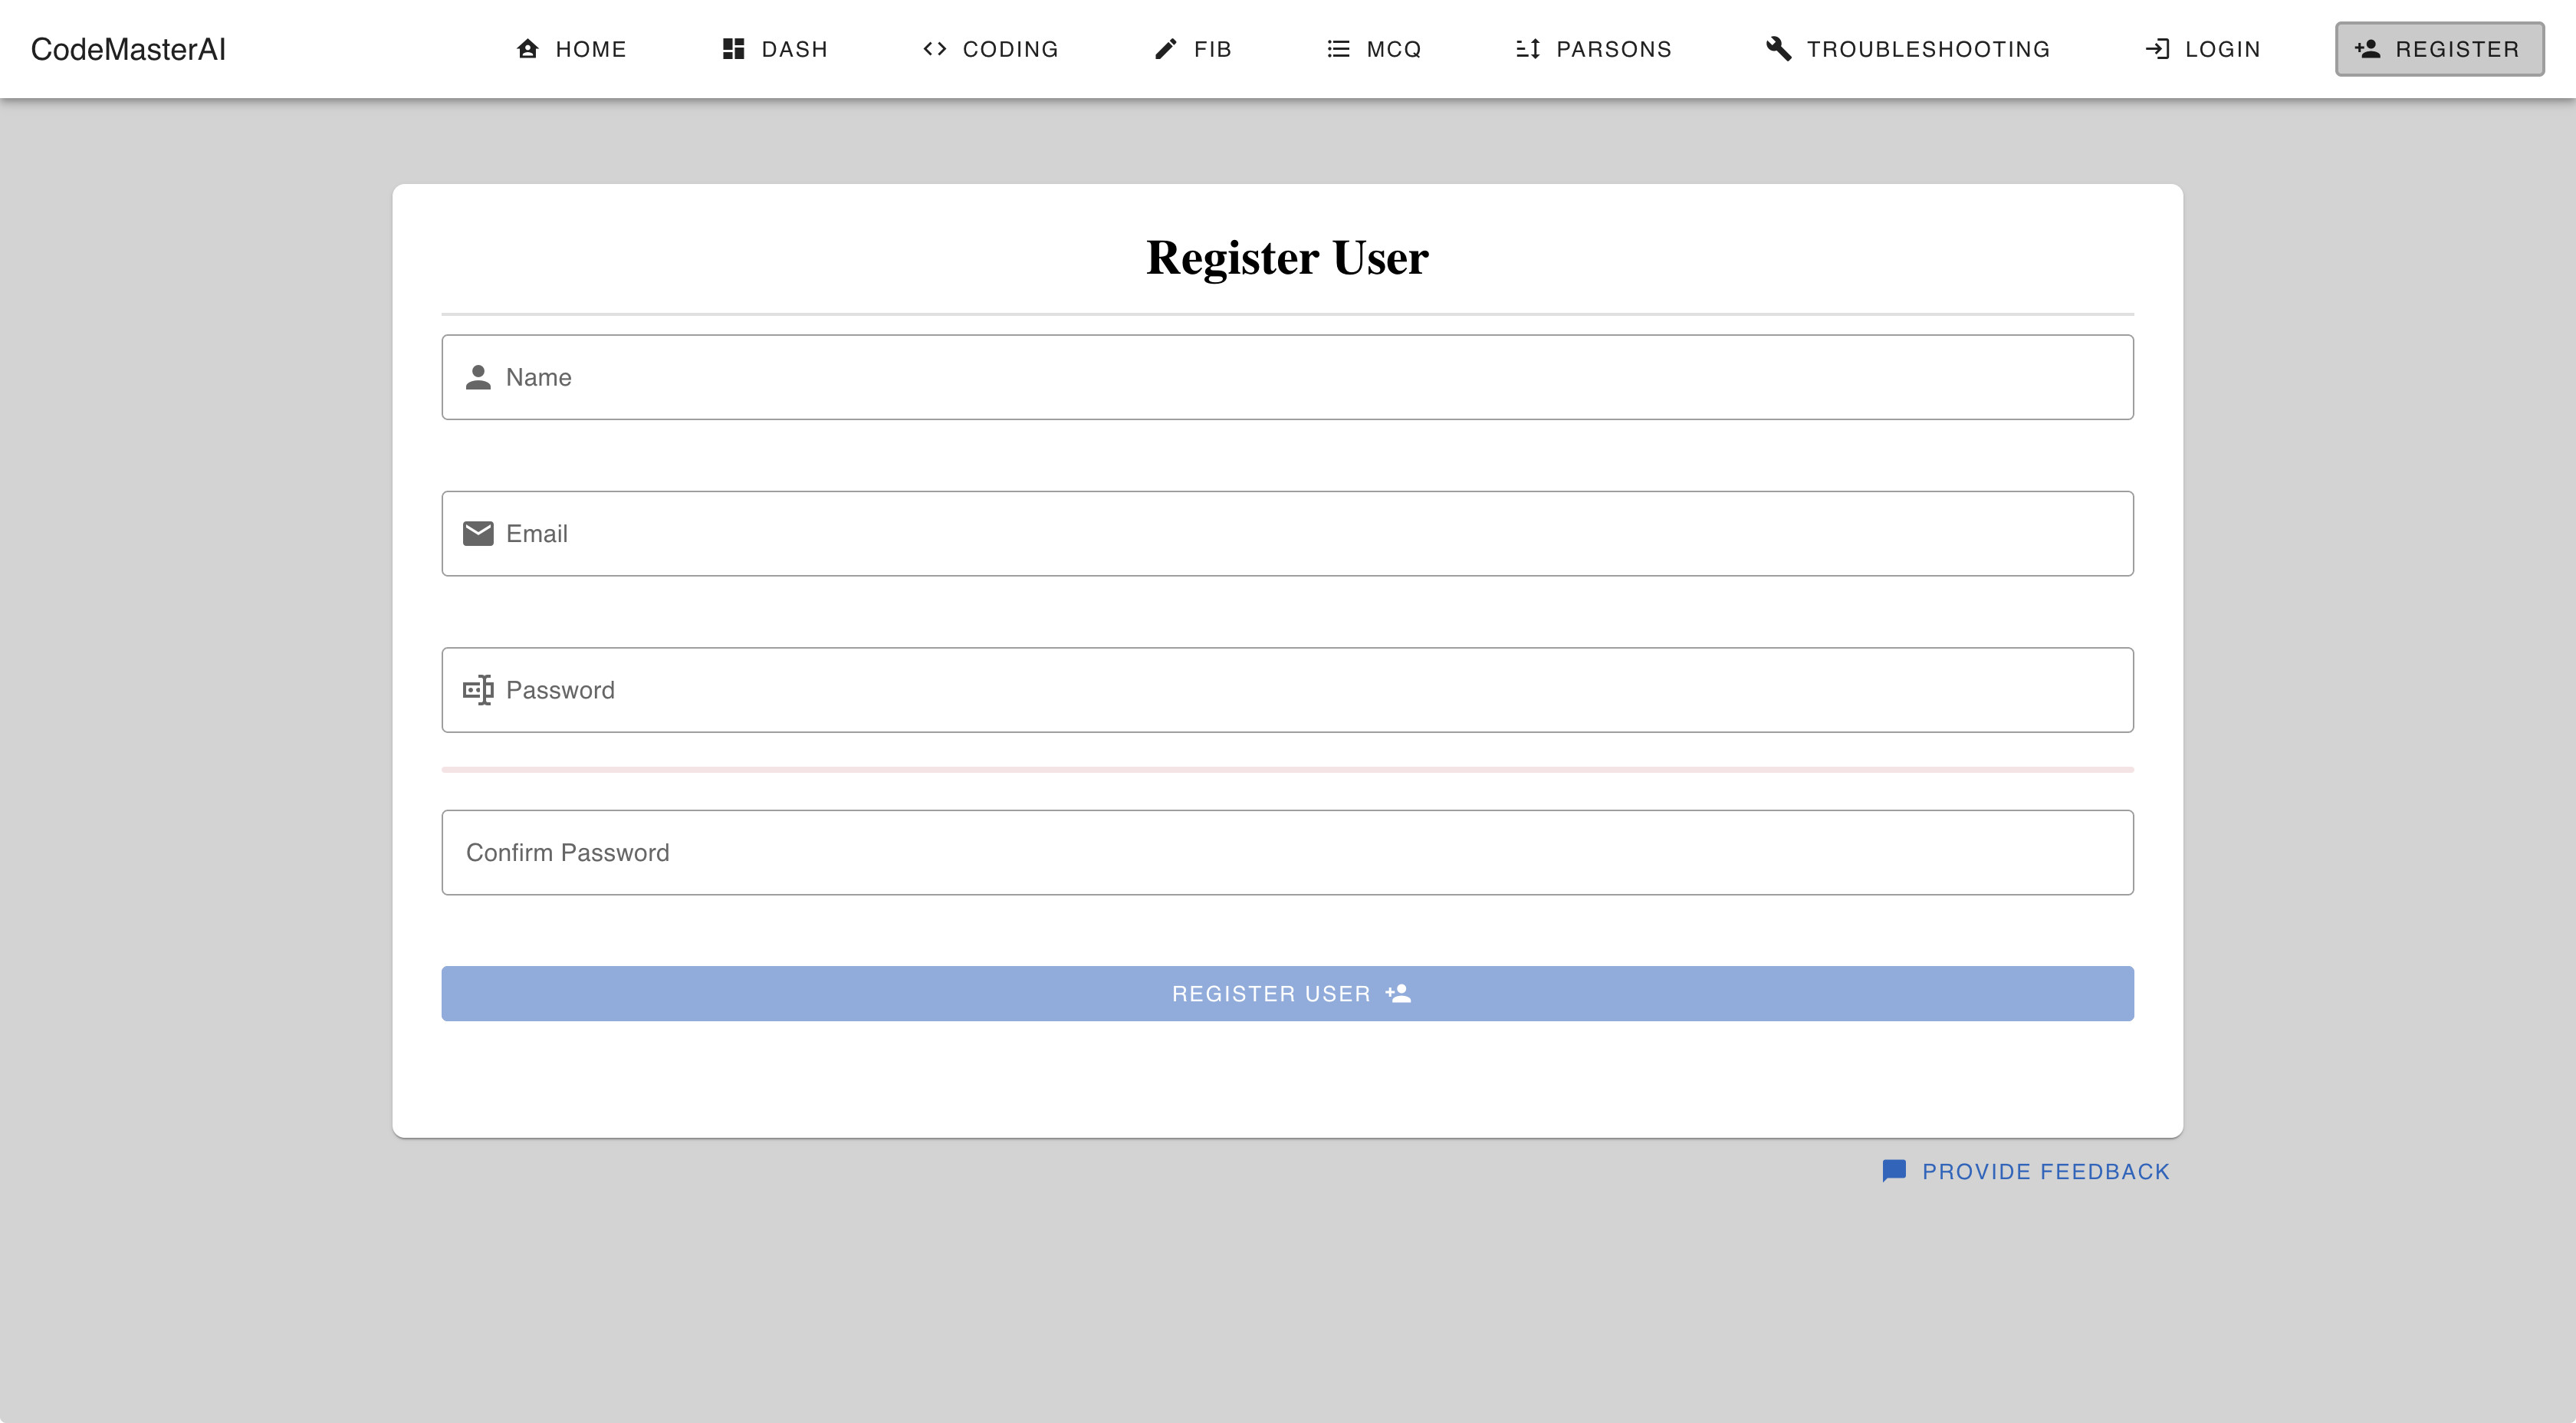 CodeMasterAI HOME DASH CODING FIB MCQ PARSONS TROUBLESHOOTING LOGIN REGISTER
Register User
Name
Email
Password
Confirm Password
REGISTER USER
PROVIDE FEEDBACK